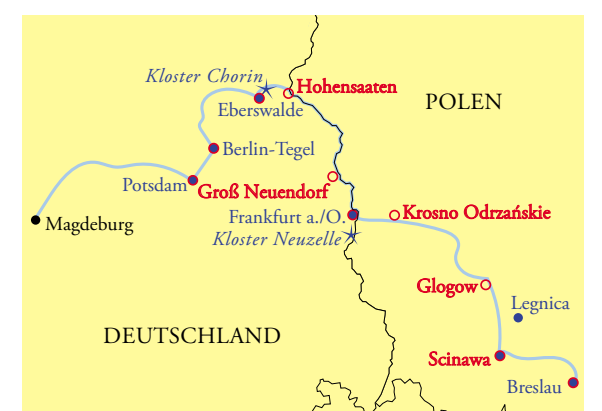 Kloster Chorin
Hohensaaten
POLEN
Eberswalde
Berlin-Tegel
Potsdam
Groß Neuendorf
Frankfurt a./O.
Krosno Odrzańskie
Magdeburg
Kloster Neuzelle
Glogow
Legnica
DEUTSCHLAND
Scinawa
Breslau